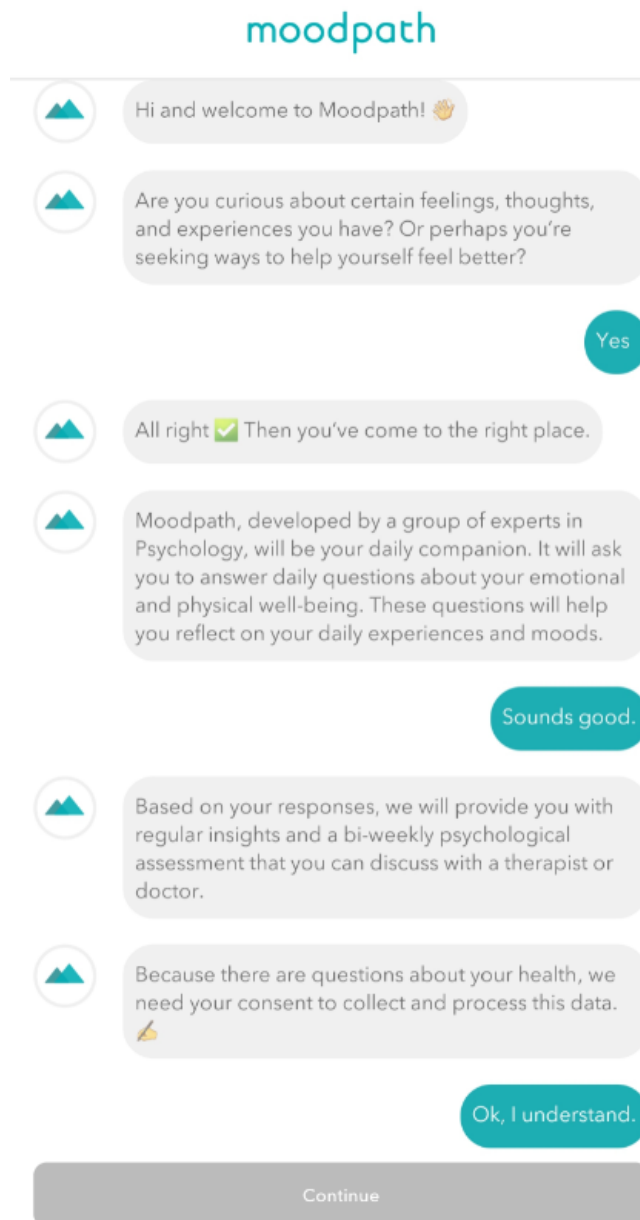 moodpath
Hi and welcome to Moodpath! 👋
Are you curious about certain feelings, thoughts,
and experiences you have? Or perhaps you're
seeking ways to help yourself feel better?
Yes
All right ✅ Then you've come to the right place.
Moodpath, developed by a group of experts in
Psychology, will be your daily companion. It will ask
you to answer daily questions about your emotional
and physical well-being. These questions will help
you reflect on your daily experiences and moods.
Sounds good.
Based on your responses, we will provide you with
regular insights and a bi-weekly psychological
assessment that you can discuss with a therapist or
doctor.
Because there are questions about your health, we
need your consent to collect and process this data.
✍️
Ok, I understand.
Continue